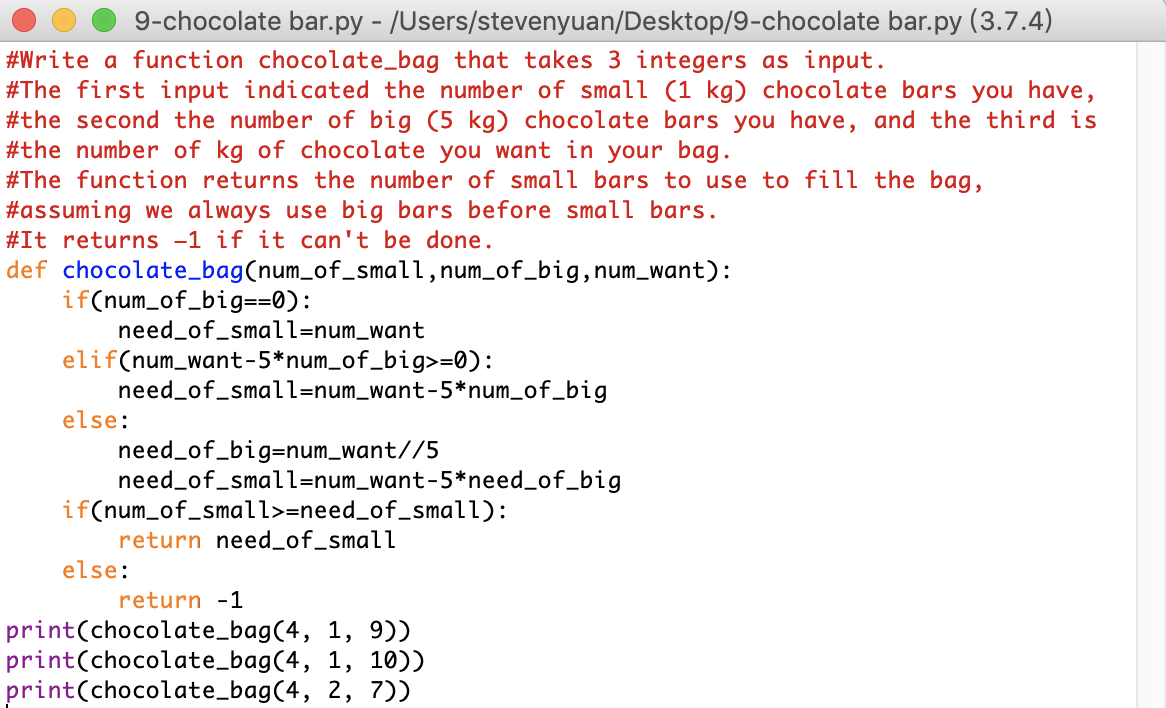 9-chocolate bar.py - /Users/stevenyuan/Desktop/9-chocolate bar.py (3.7.4)
#Write a function chocolate_bag that takes 3 integers as input.
#The first input indicated the number of small (1 kg) chocolate bars you have,
#the second the number of big (5 kg) chocolate bars you have, and the third is
#the number of kg of chocolate you want in your bag.
#The function returns the number of small bars to use to fill the bag,
#assuming we always use big bars before small bars.
#It returns –1 if it can't be done.
def chocolate_bag(num_of_small,num_of_big,num_want):
    if(num_of_big==0):
        need_of_small=num_want
    elif(num_want-5*num_of_big>=0):
        need_of_small=num_want-5*num_of_big
    else:
        need_of_big=num_want//5
        need_of_small=num_want-5*need_of_big
    if(num_of_small>=need_of_small):
        return need_of_small
    else:
        return -1
print(chocolate_bag(4, 1, 9))
print(chocolate_bag(4, 1, 10))
print(chocolate_bag(4, 2, 7))